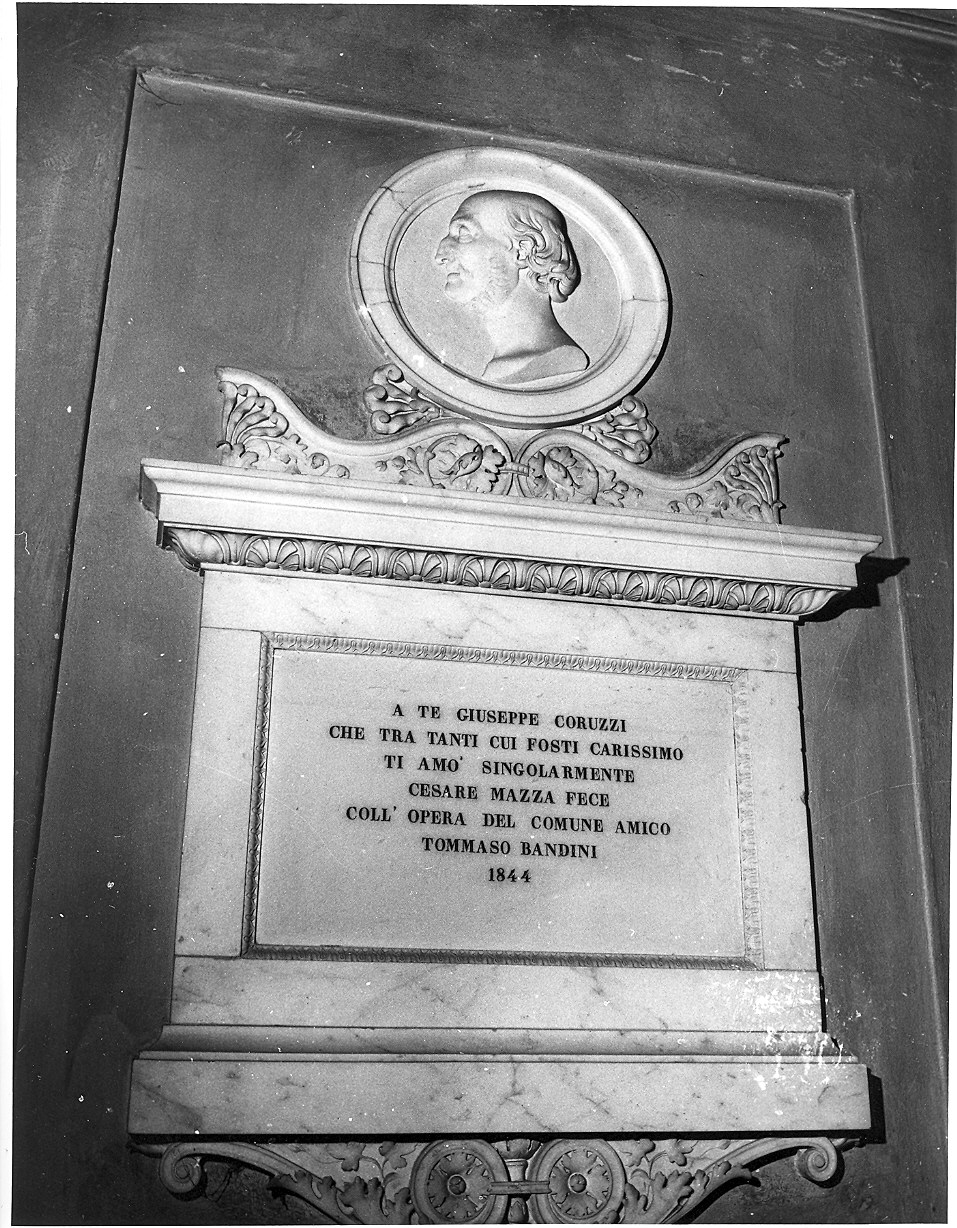 A TE GIUSEPPE CORUZZI
CHE TRA TANTI CUI FOSTI CARISSIMO
TI AMO' SINGOLARMENTE
CESARE MAZZA FECE
COLL' OPERA DEL COMUNE AMICO
TOMMASO BANDINI
1844